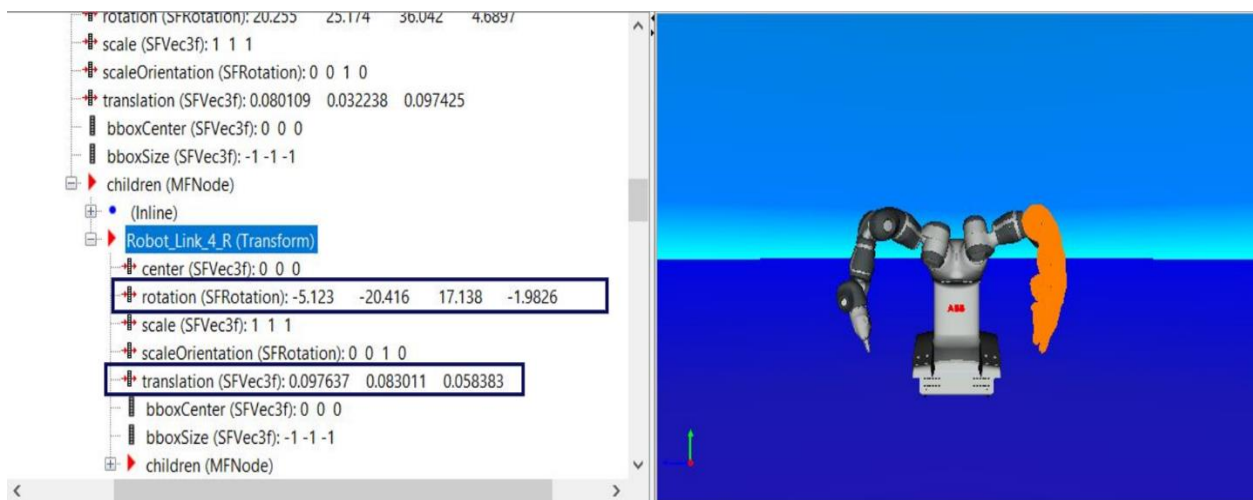 rotation (SFRotation): 20.255 25.174 36.042 4.6897
scale (SFVec3f): 1 1 1
scaleOrientation (SFRotation): 0 0 1 0
translation (SFVec3f): 0.080109 0.032238 0.097425
bboxCenter (SFVec3f): 0 0 0
bboxSize (SFVec3f): -1 -1 -1
children (MFNode)
(Inline)
Robot_Link_4_R (Transform)
center (SFVec3f): 0 0 0
rotation (SFRotation): -5.123 -20.416 17.138 -1.9826
scale (SFVec3f): 1 1 1
scaleOrientation (SFRotation): 0 0 1 0
translation (SFVec3f): 0.097637 0.083011 0.058383
bboxCenter (SFVec3f): 0 0 0
bboxSize (SFVec3f): -1 -1 -1
children (MFNode)
ABB